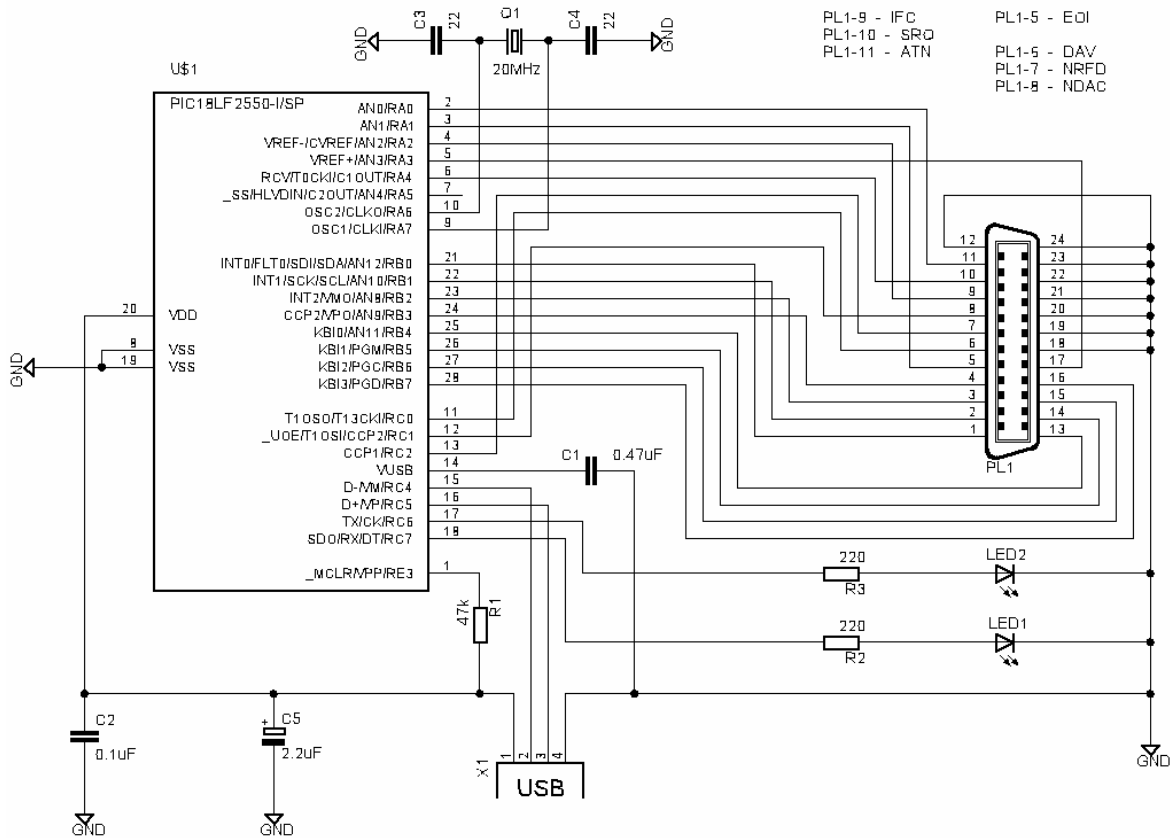 PL1-9 - IFC
PL1-10 - SRQ
PL1-11 - ATN
PL1-5 - EOI
PL1-6 - DAV
PL1-7 - NRFD
PL1-8 - NDAC
GND
C3
22
Q1
20MHz
C4
22
GND
U$1
PIC18LF2550-I/SP
AN0/RA0 2
AN1/RA1 3
VREF-/CVREF/AN2/RA2 4
VREF+/AN3/RA3 5
RCV/T0CKI/C1OUT/RA4 6
_SS/HLVDIN/C2OUT/AN4/RA5 7
OSC2/CLKO/RA6 10
OSC1/CLKI/RA7 9
INT0/FLT0/SDI/SDA/AN12/RB0 21
INT1/SCK/SCL/AN10/RB1 22
INT2/VMO/AN8/RB2 23
CCP2/VPO/AN9/RB3 24
KBI0/AN11/RB4 25
KBI1/PGM/RB5 26
KBI2/PGC/RB6 27
KBI3/PGD/RB7 28
T1OSO/T13CKI/RC0 11
_UOE/T1OSI/CCP2/RC1 12
CCP1/RC2 13
VUSB 14
D-/VM/RC4 15
D+/VP/RC5 16
TX/CK/RC6 17
SDO/RX/DT/RC7 18
_MCLR/VPP/RE3 1
20 VDD
8 VSS
19 VSS
GND
12 24
11 23
10 22
9 21
8 20
7 19
6 18
5 17
4 16
3 15
2 14
1 13
PL1
C1 0.47uF
47k
R1
220
R3
LED2
220
R2
LED1
C2
0.1uF
GND
+
C5
2.2uF
GND
X1
1 2 3 4
USB
GND